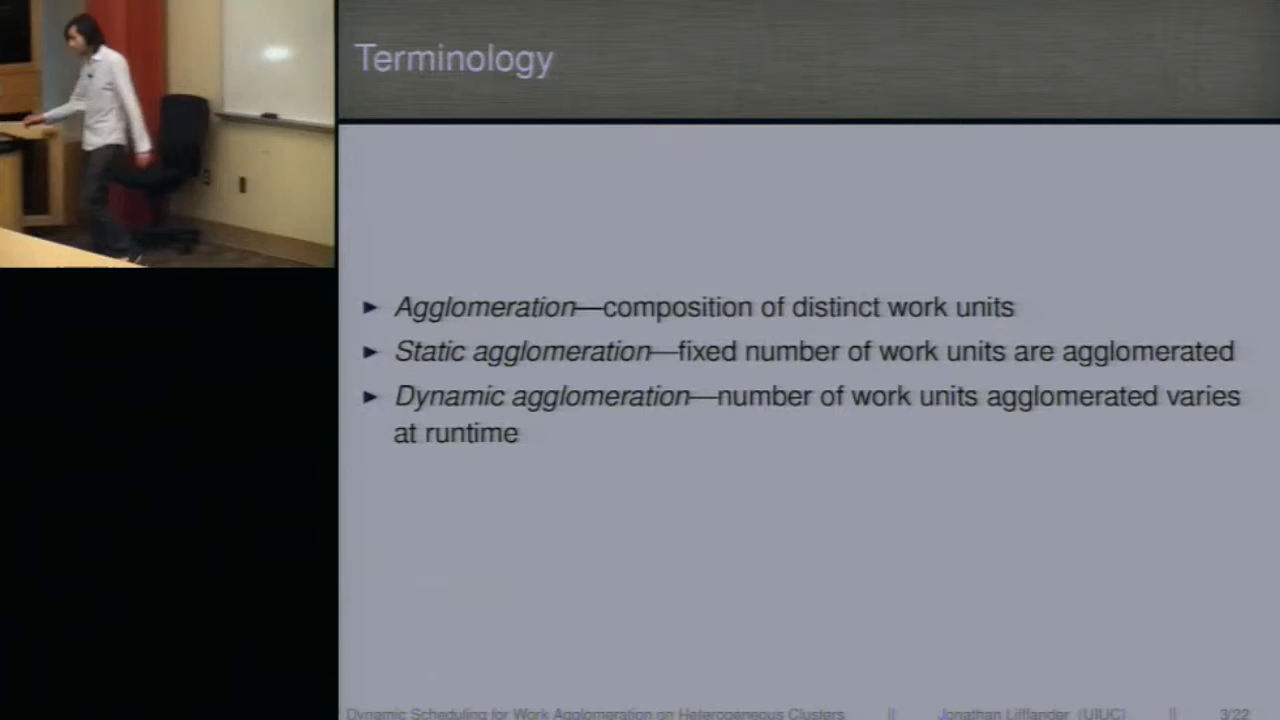 Terminology
► Agglomeration—composition of distinct work units
► Static agglomeration—fixed number of work units are agglomerated
► Dynamic agglomeration—number of work units agglomerated varies
at runtime
Dynamic Scheduling for Work Agglomeration on Heterogeneous Clusters || Jonathan Lifflander (UIUC) || 3/22